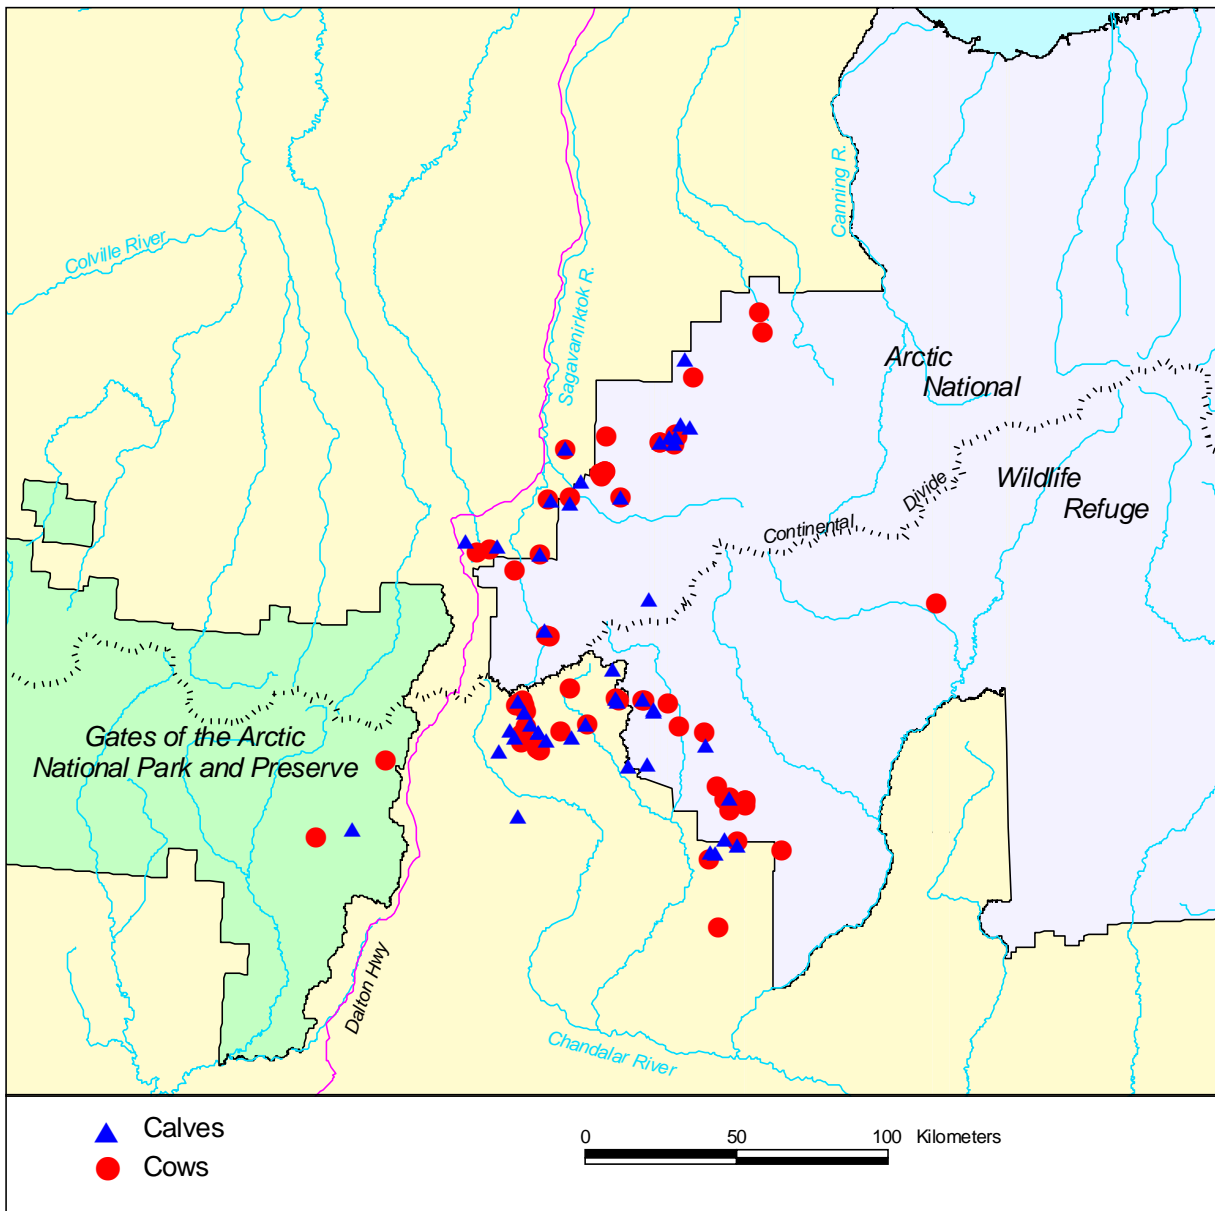 Canning R.
Colville River
Sagavanirktok R.
Arctic
National
Wildlife
Refuge
Continental
Divide
Gates of the Arctic
National Park and Preserve
Dalton Hwy
Chandalar River
Calves
Cows
0 50 100 Kilometers